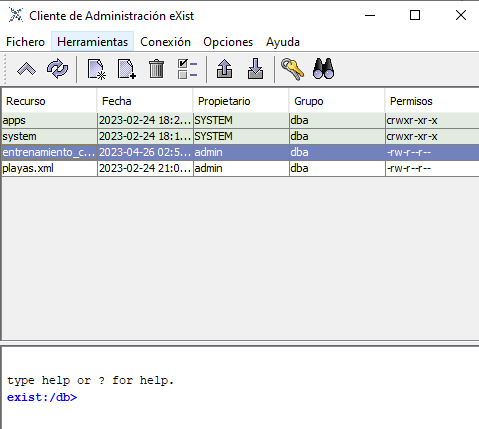 Cliente de Administración eXist
Fichero Herramientas Conexión Opciones Ayuda
Recurso Fecha Propietario Grupo Permisos
apps 2023-02-24 18:2... SYSTEM dba crwxr-xr-x
system 2023-02-24 18:1... SYSTEM dba crwxr-xr-x
entrenamiento_c... 2023-04-26 02:5... admin dba -rw-r--r--
playas.xml 2023-02-24 21:0... admin dba -rw-r--r--
type help or ? for help.
exist:/db>